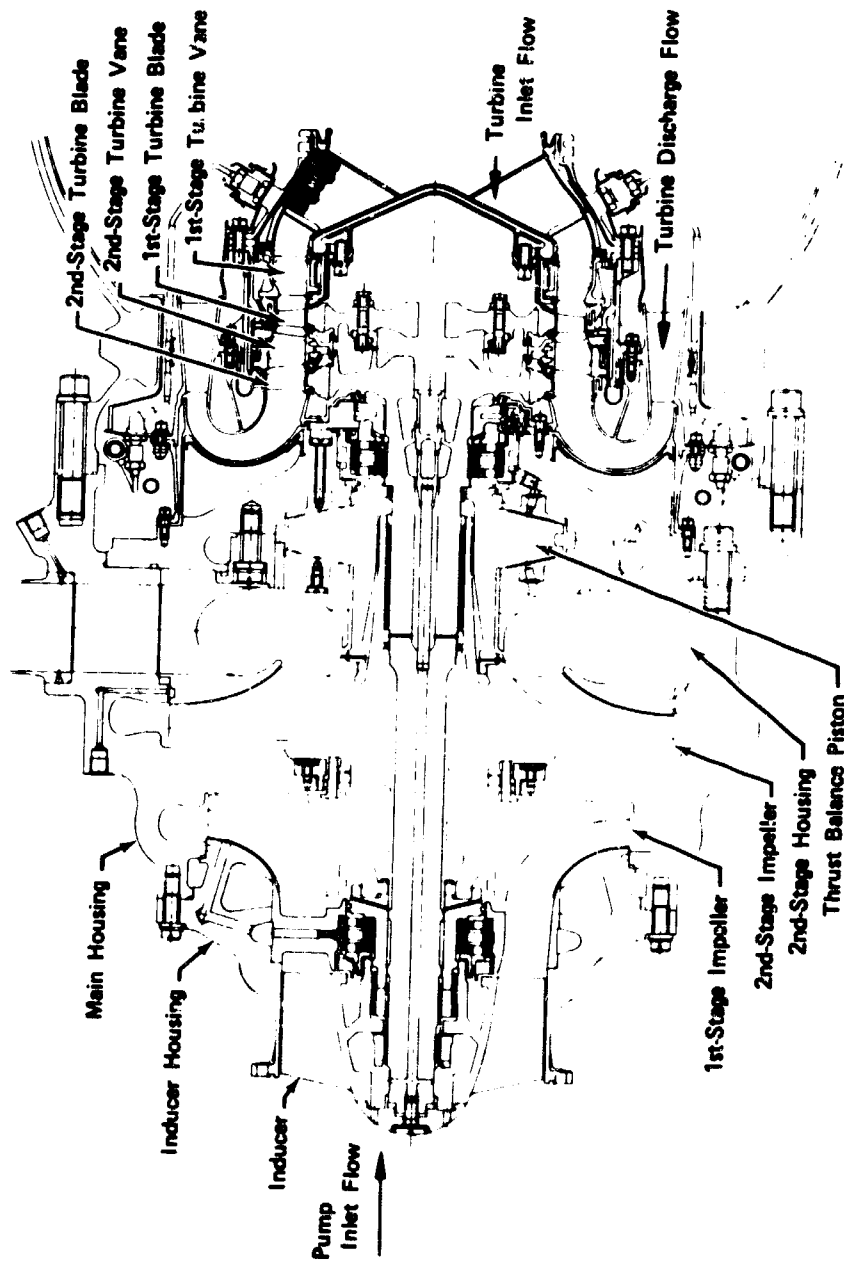 2nd-Stage Turbine Blade
2nd-Stage Turbine Vane
1st-Stage Turbine Blade
1st-Stage Tu. bine Vane
Turbine
Inlet Flow
Turbine Discharge Flow
Main Housing
Inducer Housing
Inducer
Pump
Inlet Flow
1st-Stage Impeller
2nd-Stage Impeller
2nd-Stage Housing
Thrust Balance Piston